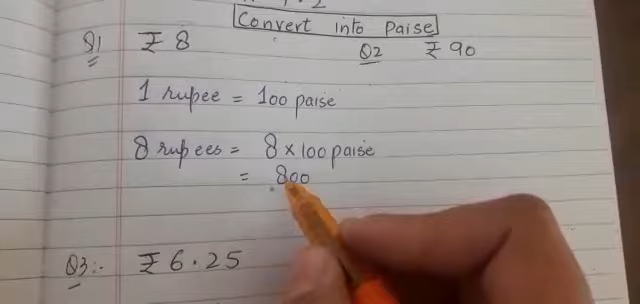 Convert into Paise
Q1 ₹ 8
Q2 ₹ 90
1 rupee = 100 paise
8 rupees = 8 × 100 paise
= 800
Q3:- ₹ 6.25